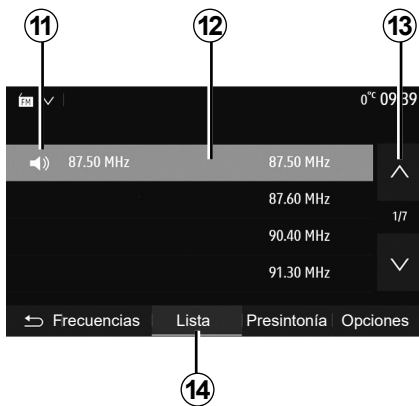 11 12 13
FM 0°C 09:39
87.50 MHz 87.50 MHz
87.60 MHz
1/7
90.40 MHz
91.30 MHz
Frecuencias Lista Presintonía Opciones
14